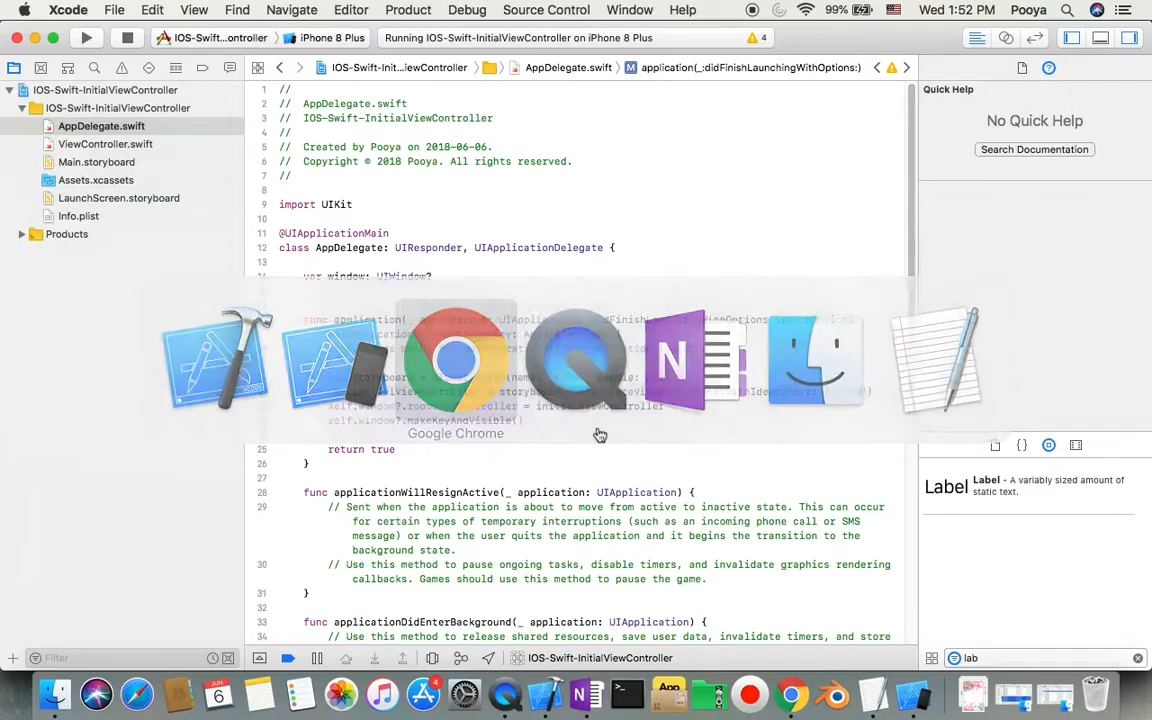 Xcode File Edit View Find Navigate Editor Product Debug Source Control Window Help 99% Wed 1:52 PM Pooya
IOS-Swift...ontroller iPhone 8 Plus Running IOS-Swift-InitialViewController on iPhone 8 Plus 4
IOS-Swift-Init...iewController AppDelegate.swift M application(_:didFinishLaunchingWithOptions:)
IOS-Swift-InitialViewController
IOS-Swift-InitialViewController
AppDelegate.swift
ViewController.swift
Main.storyboard
Assets.xcassets
LaunchScreen.storyboard
Info.plist
Products
1 //
2 // AppDelegate.swift
3 // IOS-Swift-InitialViewController
4 //
5 // Created by Pooya on 2018-06-06.
6 // Copyright © 2018 Pooya. All rights reserved.
7 //
8
9 import UIKit
10
11 @UIApplicationMain
12 class AppDelegate: UIResponder, UIApplicationDelegate {
13
14 var window: UIWindow?
self.window?.makeKeyAndVisible()
Google Chrome
25 return true
26 }
27
28 func applicationWillResignActive(_ application: UIApplication) {
29 // Sent when the application is about to move from active to inactive state. This can occur
for certain types of temporary interruptions (such as an incoming phone call or SMS
message) or when the user quits the application and it begins the transition to the
background state.
30 // Use this method to pause ongoing tasks, disable timers, and invalidate graphics rendering
callbacks. Games should use this method to pause the game.
31 }
32
33 func applicationDidEnterBackground(_ application: UIApplication) {
34 // Use this method to release shared resources, save user data, invalidate timers, and store
Quick Help
No Quick Help
Search Documentation
Label Label - A variably sized amount of
static text.
Filter
IOS-Swift-InitialViewController
lab